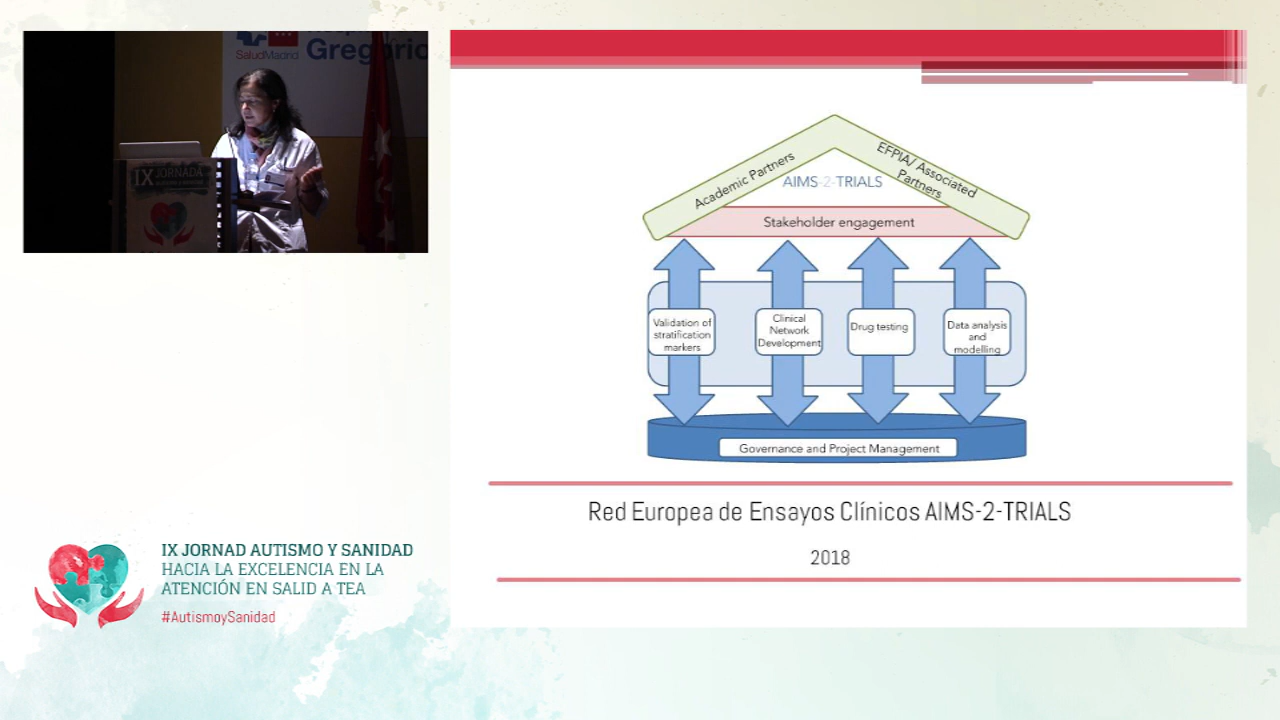 SaludMadrid
Gregorio
IX JORNADA
AUTISMO Y SANIDAD
Academic Partners
EFPIA/ Associated
Partners
AIMS-2-TRIALS
Stakeholder engagement
Validation of
stratification
markers
Clinical
Network
Development
Drug testing
Data analysis
and
modelling
Governance and Project Management
Red Europea de Ensayos Clínicos AIMS-2-TRIALS
2018
IX JORNAD AUTISMO Y SANIDAD
HACIA LA EXCELENCIA EN LA
ATENCIÓN EN SALID A TEA
#AutismoySanidad